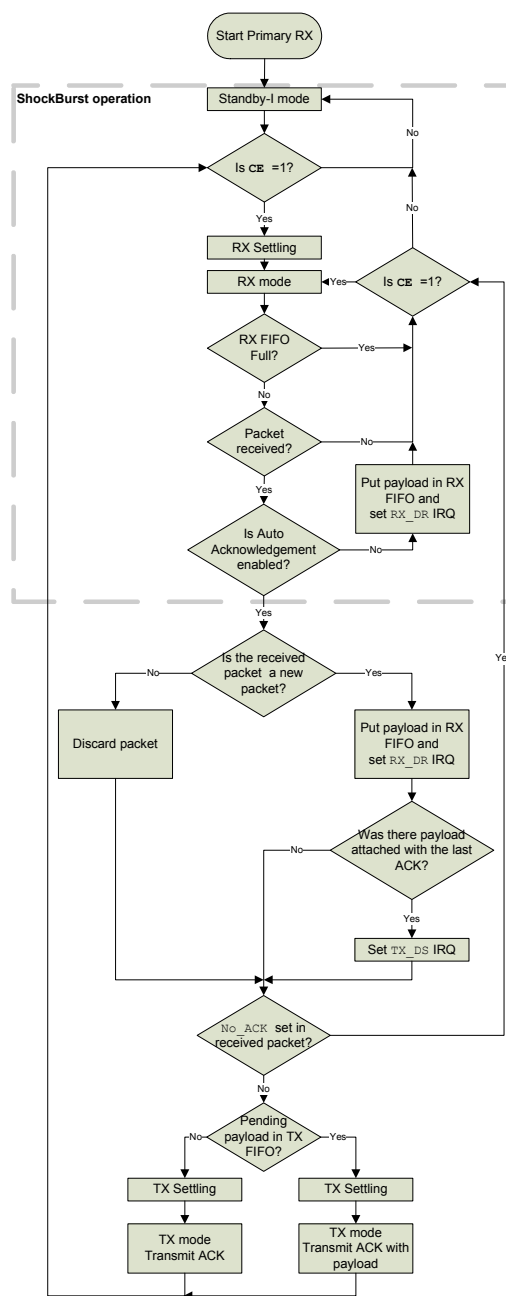 Start Primary RX
ShockBurst operation
Standby-I mode
No
Is CE =1?
No
Yes
RX Settling
RX mode
Yes
Is CE =1?
RX FIFO
Full?
Yes
No
Packet
received?
No
Put payload in RX
FIFO and
set RX_DR IRQ
Yes
Is Auto
Acknowledgement
enabled?
No
Yes
Is the received
packet a new
packet?
No
Yes
Yes
Discard packet
Put payload in RX
FIFO and
set RX_DR IRQ
Was there payload
attached with the last
ACK?
No
Yes
Set TX_DS IRQ
No_ACK set in
received packet?
No
Pending
payload in TX
FIFO?
No
Yes
TX Settling
TX Settling
TX mode
Transmit ACK
TX mode
Transmit ACK with
payload